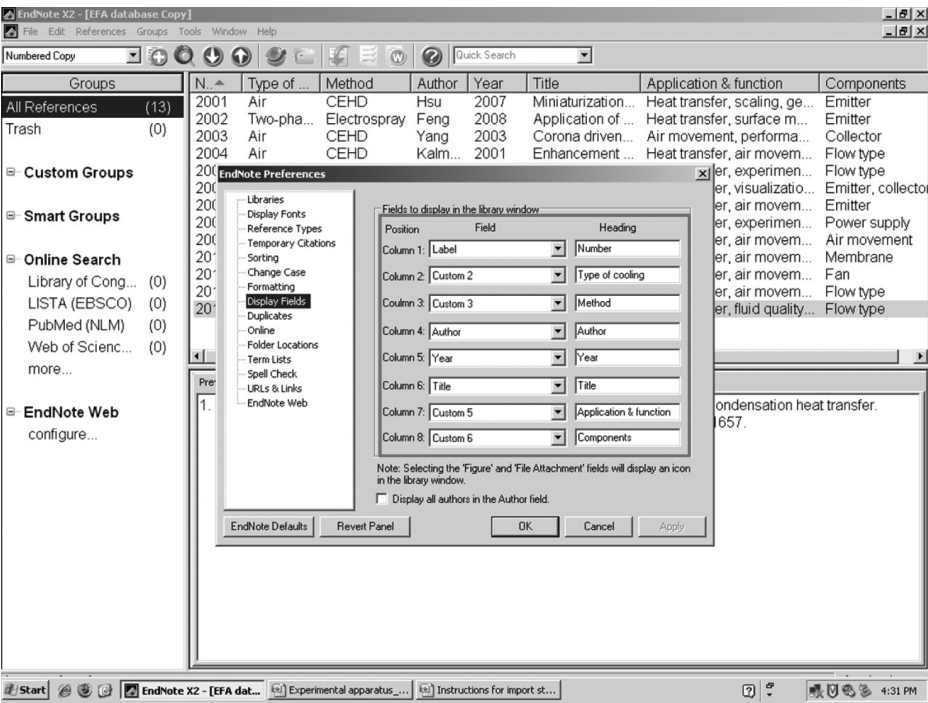 EndNote X2 - [EFA database Copy]
File Edit References Groups Tools Window Help
Numbered Copy
Quick Search
Groups
All References (13)
Trash (0)
Custom Groups
Smart Groups
Online Search
Library of Cong... (0)
LISTA (EBSCO) (0)
PubMed (NLM) (0)
Web of Scienc... (0)
more...
EndNote Web
configure...
N.. Type of ... Method Author Year Title Application & function Components
2001 Air CEHD Hsu 2007 Miniaturization... Heat transfer, scaling, ge... Emitter
2002 Two-pha... Electrospray Feng 2008 Application of ... Heat transfer, surface m... Emitter
2003 Air CEHD Yang 2003 Corona driven... Air movement, performa... Collector
2004 Air CEHD Kalm... 2001 Enhancement ... Heat transfer, air movem... Flow type
er, experimen... Flow type
er, visualizatio... Emitter, collector
er, air movem... Emitter
er, experimen... Power supply
er, air movem... Air movement
er, air movem... Membrane
er, air movem... Fan
er, air movem... Flow type
er, fluid quality... Flow type
EndNote Preferences
Libraries
Display Fonts
Reference Types
Temporary Citations
Sorting
Change Case
Formatting
Display Fields
Duplicates
Online
Folder Locations
Term Lists
Spell Check
URLs & Links
EndNote Web
Fields to display in the library window
Position Field Heading
Column 1: Label Number
Column 2: Custom 2 Type of cooling
Coulmn 3: Custom 3 Method
Column 4: Author Author
Column 5: Year Year
Column 6: Title Title
Column 7: Custom 5 Application & function
Column 8: Custom 6 Components
Note: Selecting the 'Figure' and 'File Attachment' fields will display an icon
in the library window.
Display all authors in the Author field.
EndNote Defaults Revert Panel OK Cancel Apply
1. ondensation heat transfer.
1657.
Start EndNote X2 - [EFA dat... Experimental apparatus_... Instructions for import st... 4:31 PM